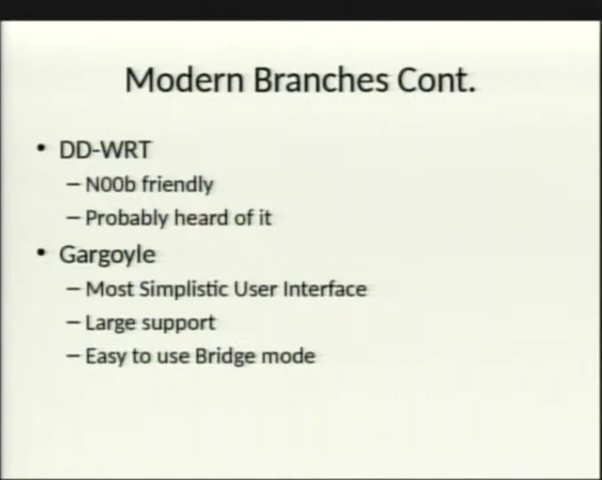 Modern Branches Cont.
• DD-WRT
– N00b friendly
– Probably heard of it
• Gargoyle
– Most Simplistic User Interface
– Large support
– Easy to use Bridge mode